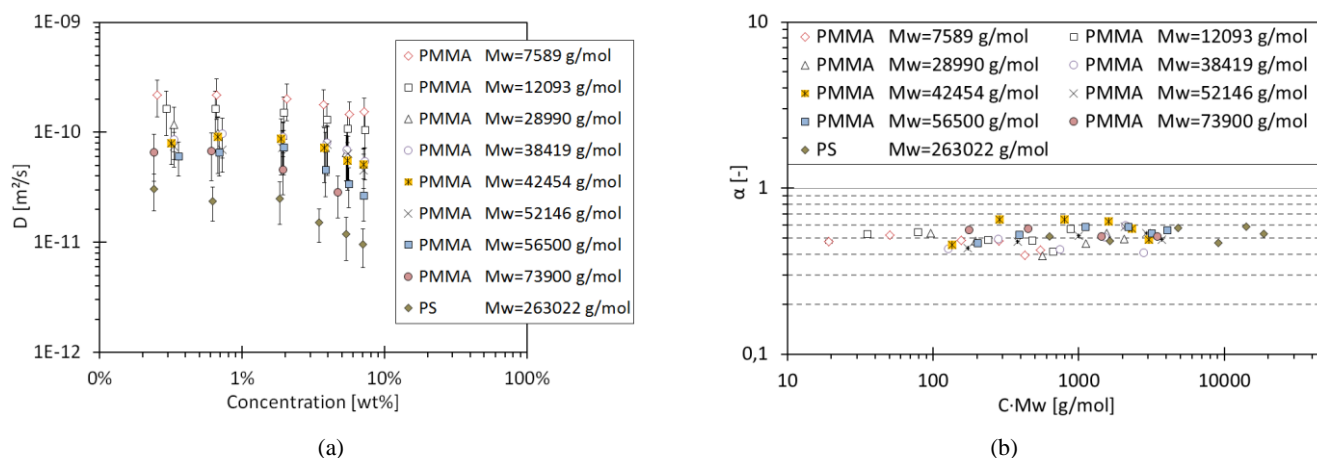 1E-09
1E-10
1E-11
1E-12
D [m²/s]
0%
1%
10%
100%
Concentration [wt%]
PMMA Mw=7589 g/mol
PMMA Mw=12093 g/mol
PMMA Mw=28990 g/mol
PMMA Mw=38419 g/mol
PMMA Mw=42454 g/mol
PMMA Mw=52146 g/mol
PMMA Mw=56500 g/mol
PMMA Mw=73900 g/mol
PS Mw=263022 g/mol
(a)
10
1
0,1
α [-]
PMMA Mw=7589 g/mol PMMA Mw=12093 g/mol
PMMA Mw=28990 g/mol PMMA Mw=38419 g/mol
PMMA Mw=42454 g/mol PMMA Mw=52146 g/mol
PMMA Mw=56500 g/mol PMMA Mw=73900 g/mol
PS Mw=263022 g/mol
10
100
1000
10000
C·Mw [g/mol]
(b)